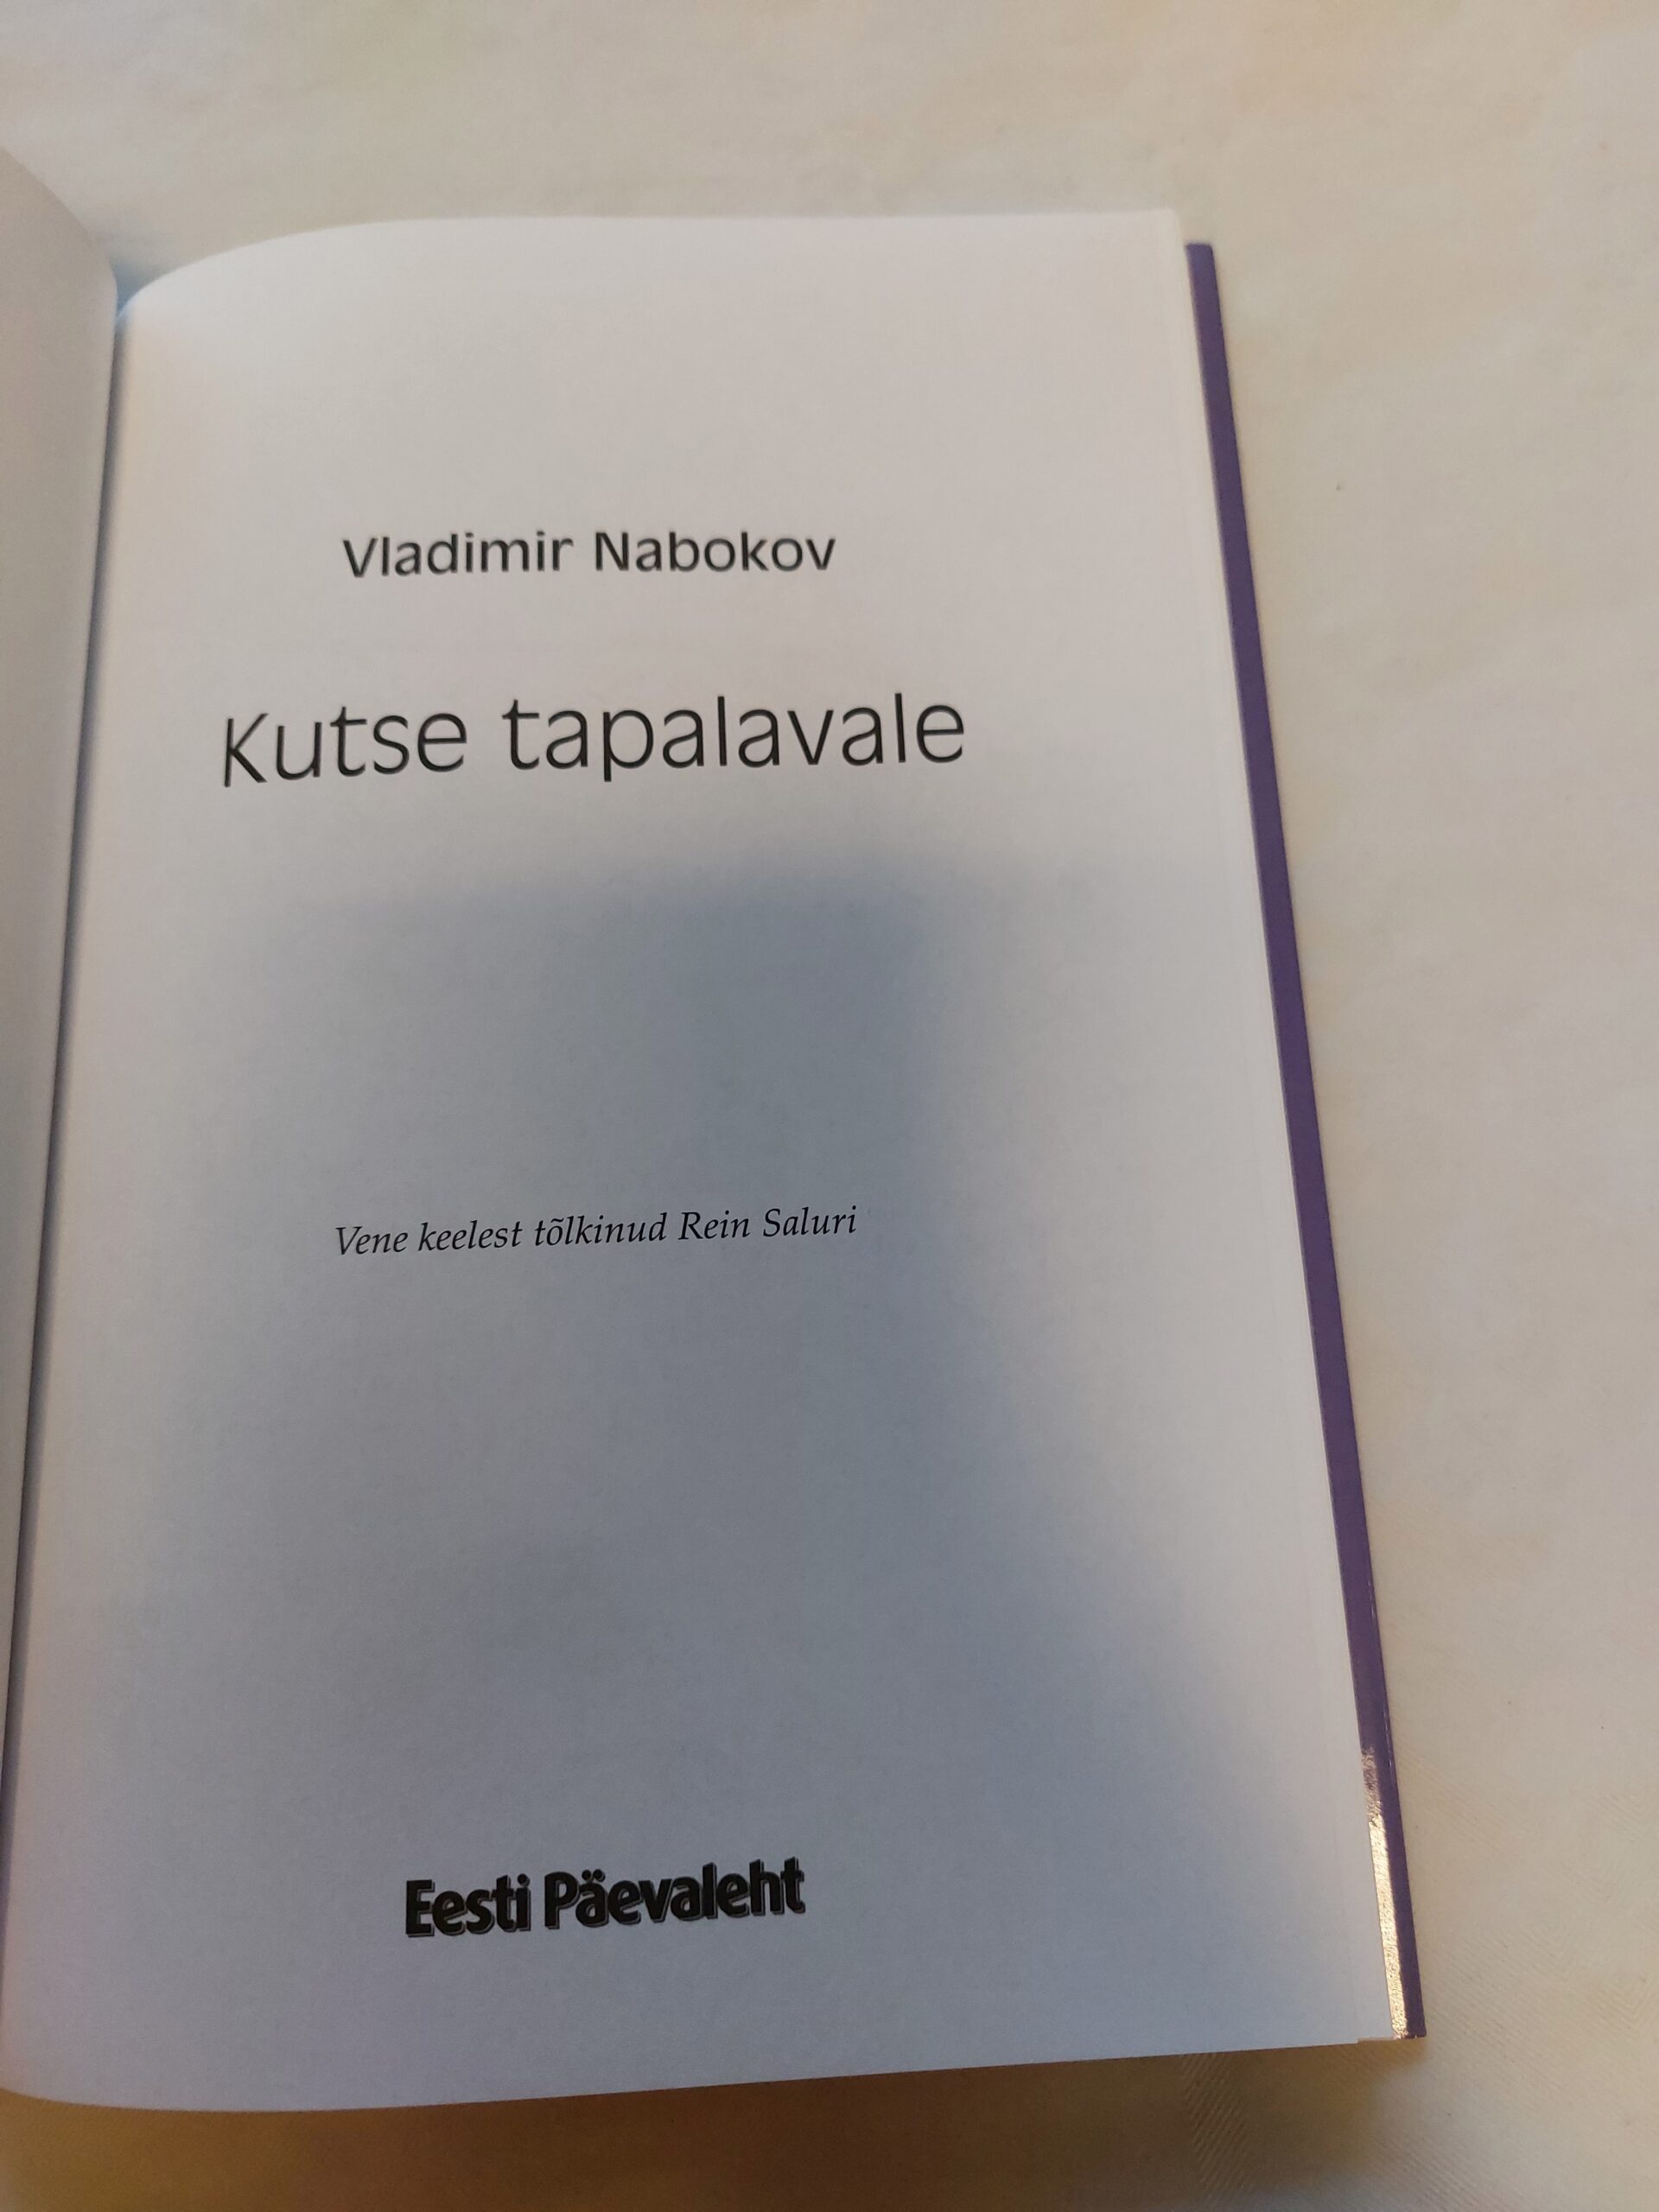 Vladimir Nabokov
Kutse tapalavale
Vene keelest tõlkinud Rein Saluri
Eesti Päevaleht